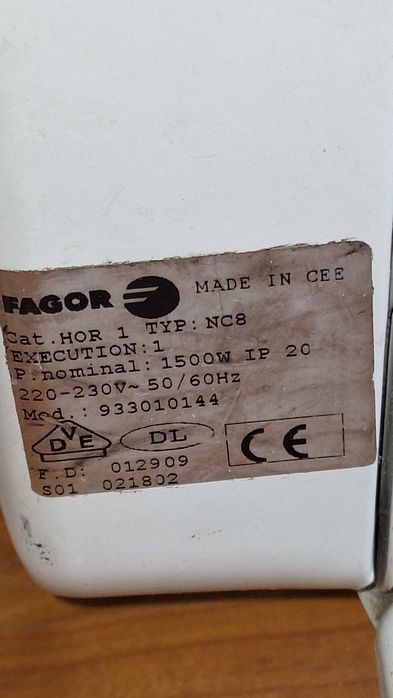 FAGOR MADE IN CEE
Cat.HOR 1 TYP: NC8
EXECUTION:1
P.nominal: 1500W IP 20
220-230V~ 50/60Hz
Mod.: 933010144
DVE DL CE
F.D: 012909
S01 021802